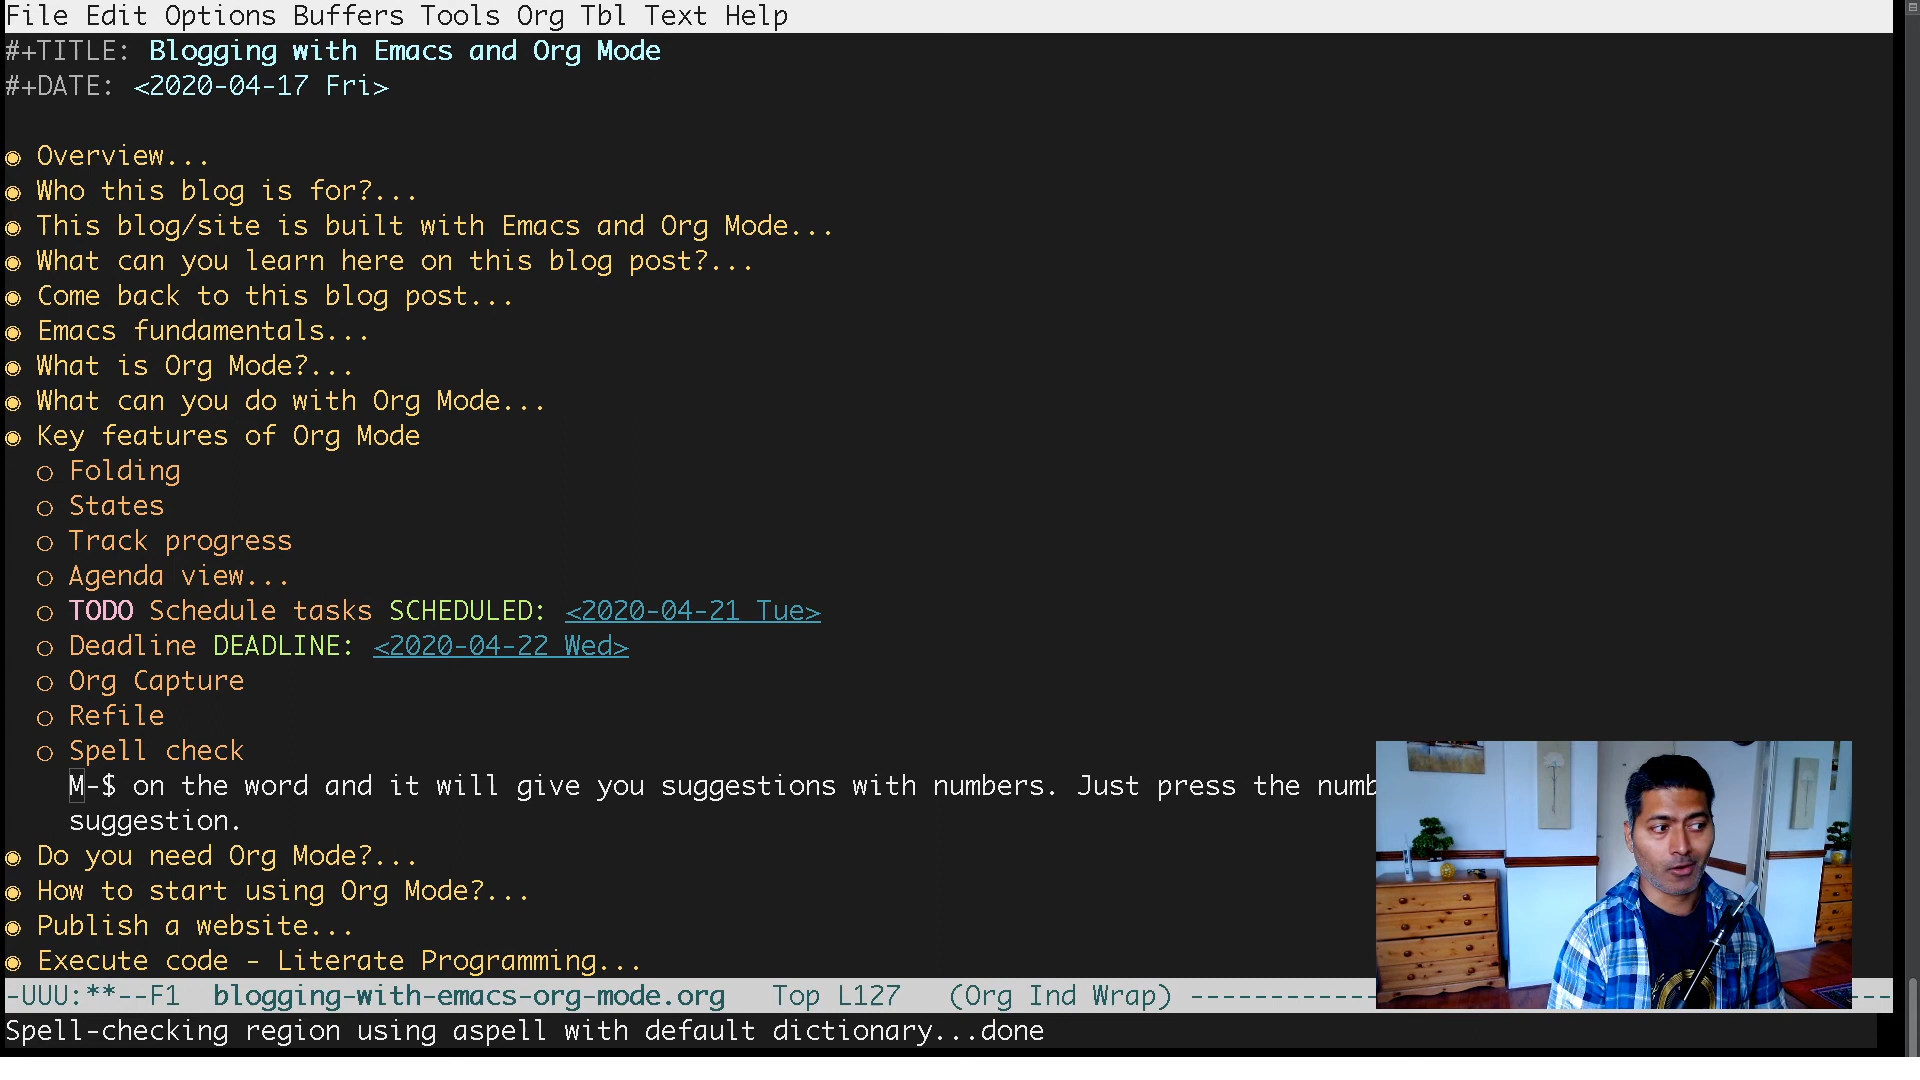 File Edit Options Buffers Tools Org Tbl Text Help
#+TITLE: Blogging with Emacs and Org Mode
#+DATE: <2020-04-17 Fri>
◉ Overview...
◉ Who this blog is for?...
◉ This blog/site is built with Emacs and Org Mode...
◉ What can you learn here on this blog post?...
◉ Come back to this blog post...
◉ Emacs fundamentals...
◉ What is Org Mode?...
◉ What can you do with Org Mode...
◉ Key features of Org Mode
○ Folding
○ States
○ Track progress
○ Agenda view...
○ TODO Schedule tasks SCHEDULED: <2020-04-21 Tue>
○ Deadline DEADLINE: <2020-04-22 Wed>
○ Org Capture
○ Refile
○ Spell check
M-$ on the word and it will give you suggestions with numbers. Just press the
suggestion.
◉ Do you need Org Mode?...
◉ How to start using Org Mode?...
◉ Publish a website...
◉ Execute code - Literate Programming...
-UUU:**--F1 blogging-with-emacs-org-mode.org Top L127 (Org Ind Wrap) ------------
Spell-checking region using aspell with default dictionary...done